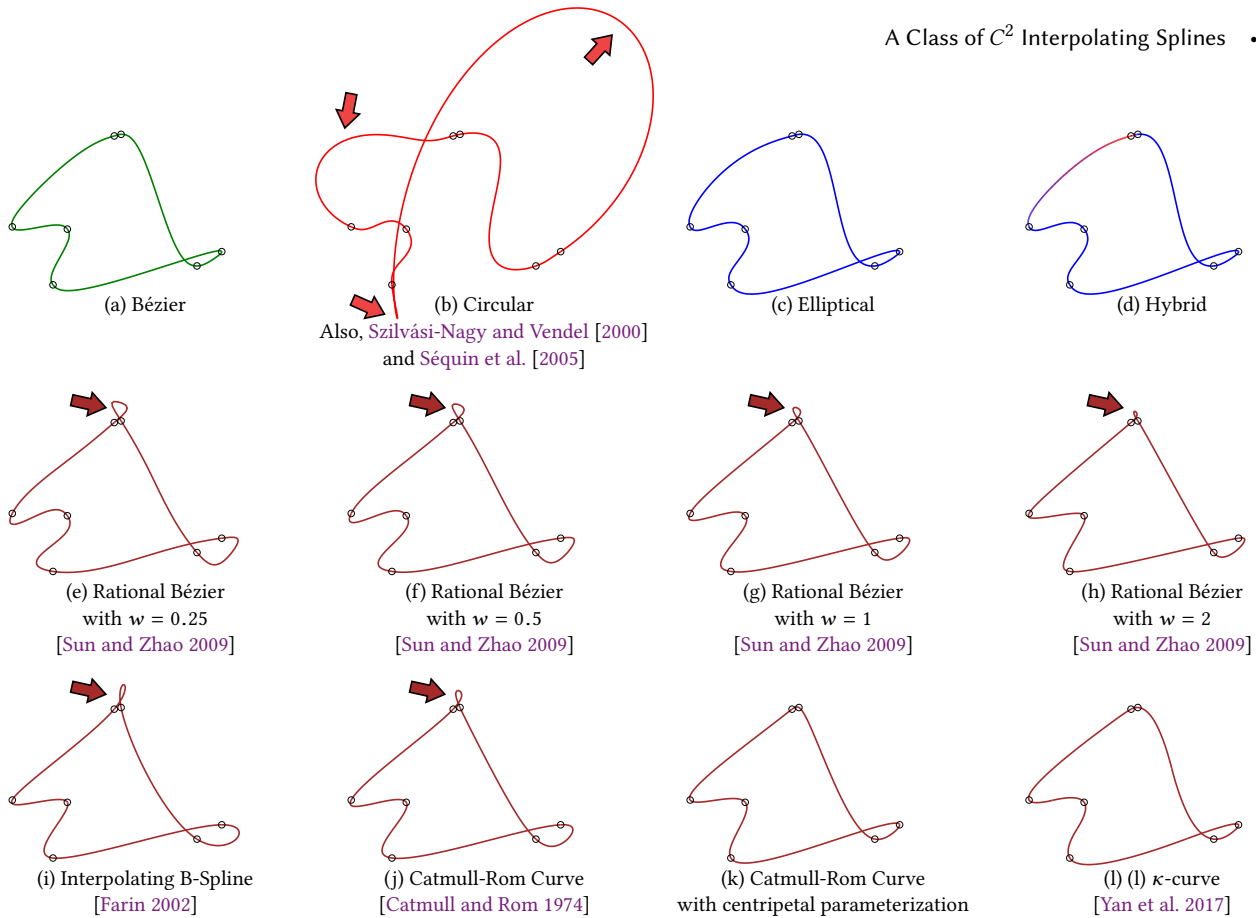 A Class of C² Interpolating Splines •
(a) Bézier
(b) Circular
Also, Szilvási-Nagy and Vendel [2000]
and Séquin et al. [2005]
(c) Elliptical
(d) Hybrid
(e) Rational Bézier
with w = 0.25
[Sun and Zhao 2009]
(f) Rational Bézier
with w = 0.5
[Sun and Zhao 2009]
(g) Rational Bézier
with w = 1
[Sun and Zhao 2009]
(h) Rational Bézier
with w = 2
[Sun and Zhao 2009]
(i) Interpolating B-Spline
[Farin 2002]
(j) Catmull-Rom Curve
[Catmull and Rom 1974]
(k) Catmull-Rom Curve
with centripetal parameterization
(l) (l) κ-curve
[Yan et al. 2017]